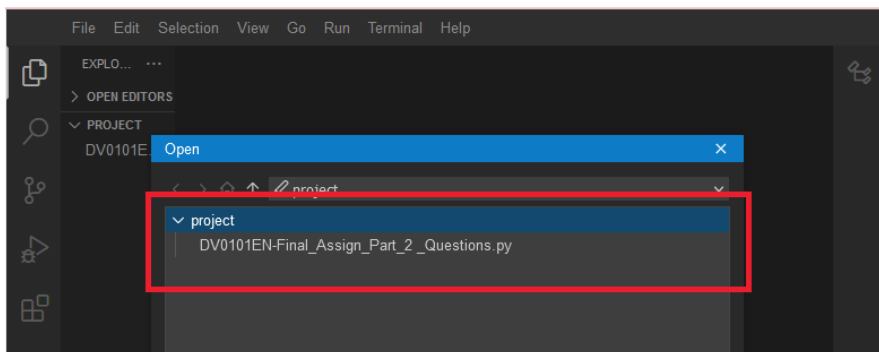 File Edit Selection View Go Run Terminal Help
EXPLO... ...
OPEN EDITORS
PROJECT
DV0101E
Open
project
project
DV0101EN-Final_Assign_Part_2 _Questions.py